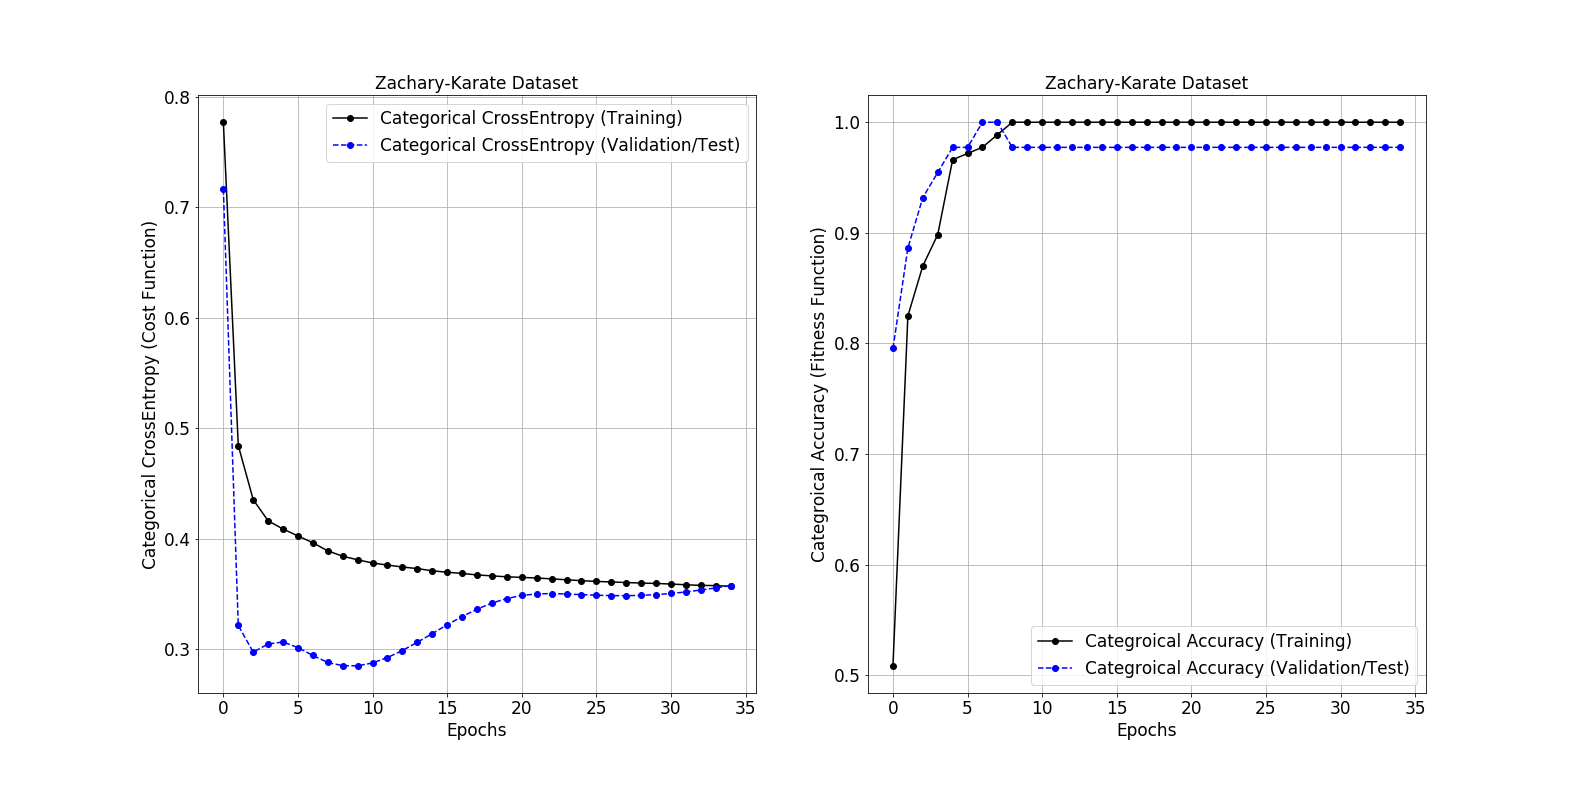 Zachary-Karate Dataset
Categorical CrossEntropy (Training)
Categorical CrossEntropy (Validation/Test)
Categorical CrossEntropy (Cost Function)
0.8
0.7
0.6
0.5
0.4
0.3
0 5 10 15 20 25 30 35
Epochs
Zachary-Karate Dataset
Categroical Accuracy (Fitness Function)
1.0
0.9
0.8
0.7
0.6
0.5
Categroical Accuracy (Training)
Categroical Accuracy (Validation/Test)
0 5 10 15 20 25 30 35
Epochs